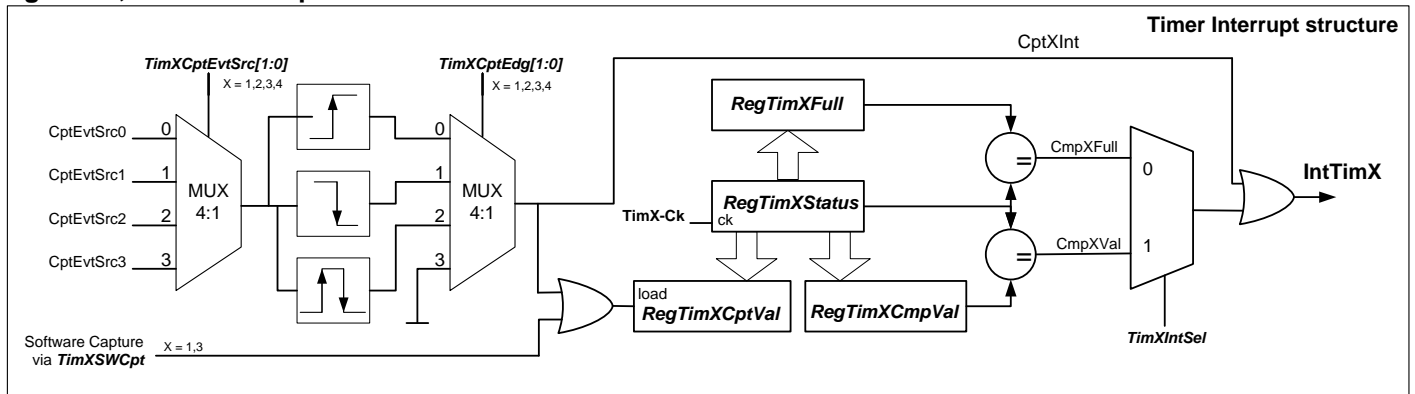 Timer Interrupt structure
CptXInt
TimXCptEvtSrc[1:0]
X = 1,2,3,4
TimXCptEdg[1:0]
X = 1,2,3,4
CptEvtSrc0
0
CptEvtSrc1
1
CptEvtSrc2
2
CptEvtSrc3
3
MUX
4:1
0
1
2
3
MUX
4:1
RegTimXFull
TimX-Ck
ck
RegTimXStatus
load
RegTimXCptVal
RegTimXCmpVal
=
=
CmpXFull
CmpXVal
0
1
TimXIntSel
IntTimX
Software Capture
via TimXSWCpt
X = 1,3